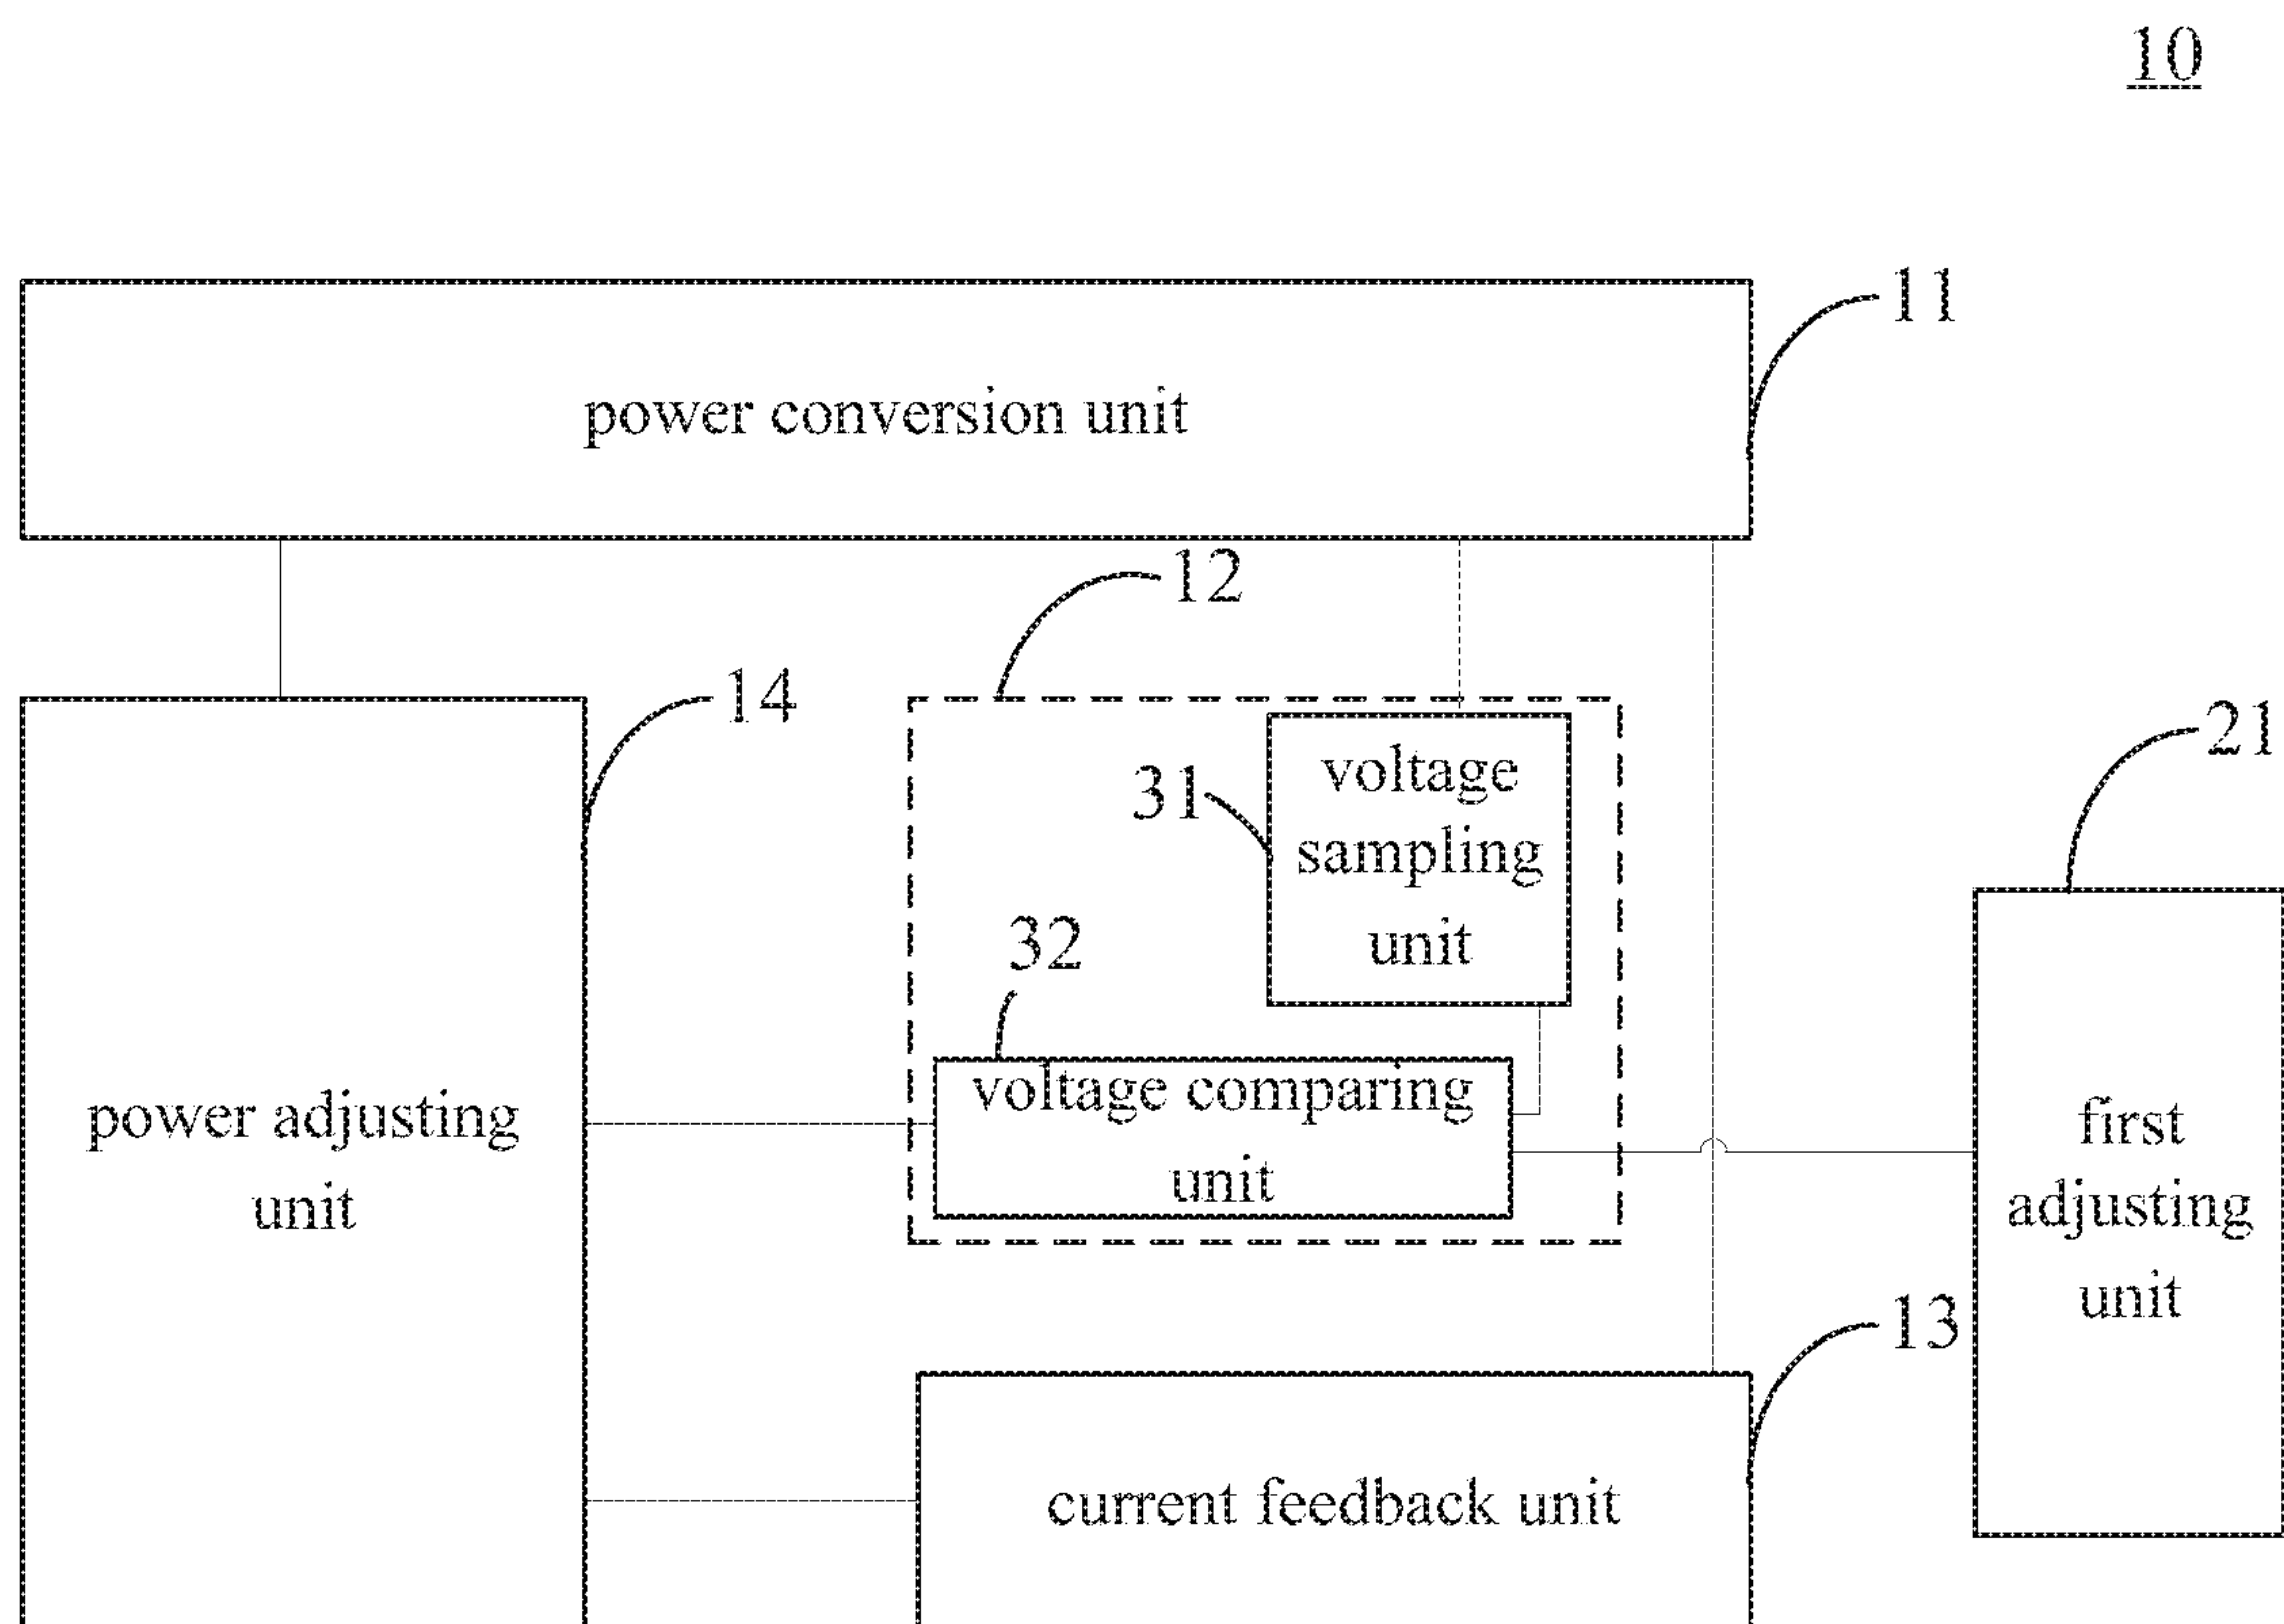 10
11
power conversion unit
12
14
21
31
voltage
sampling
unit
32
voltage comparing
unit
power adjusting
unit
first
adjusting
unit
13
current feedback unit